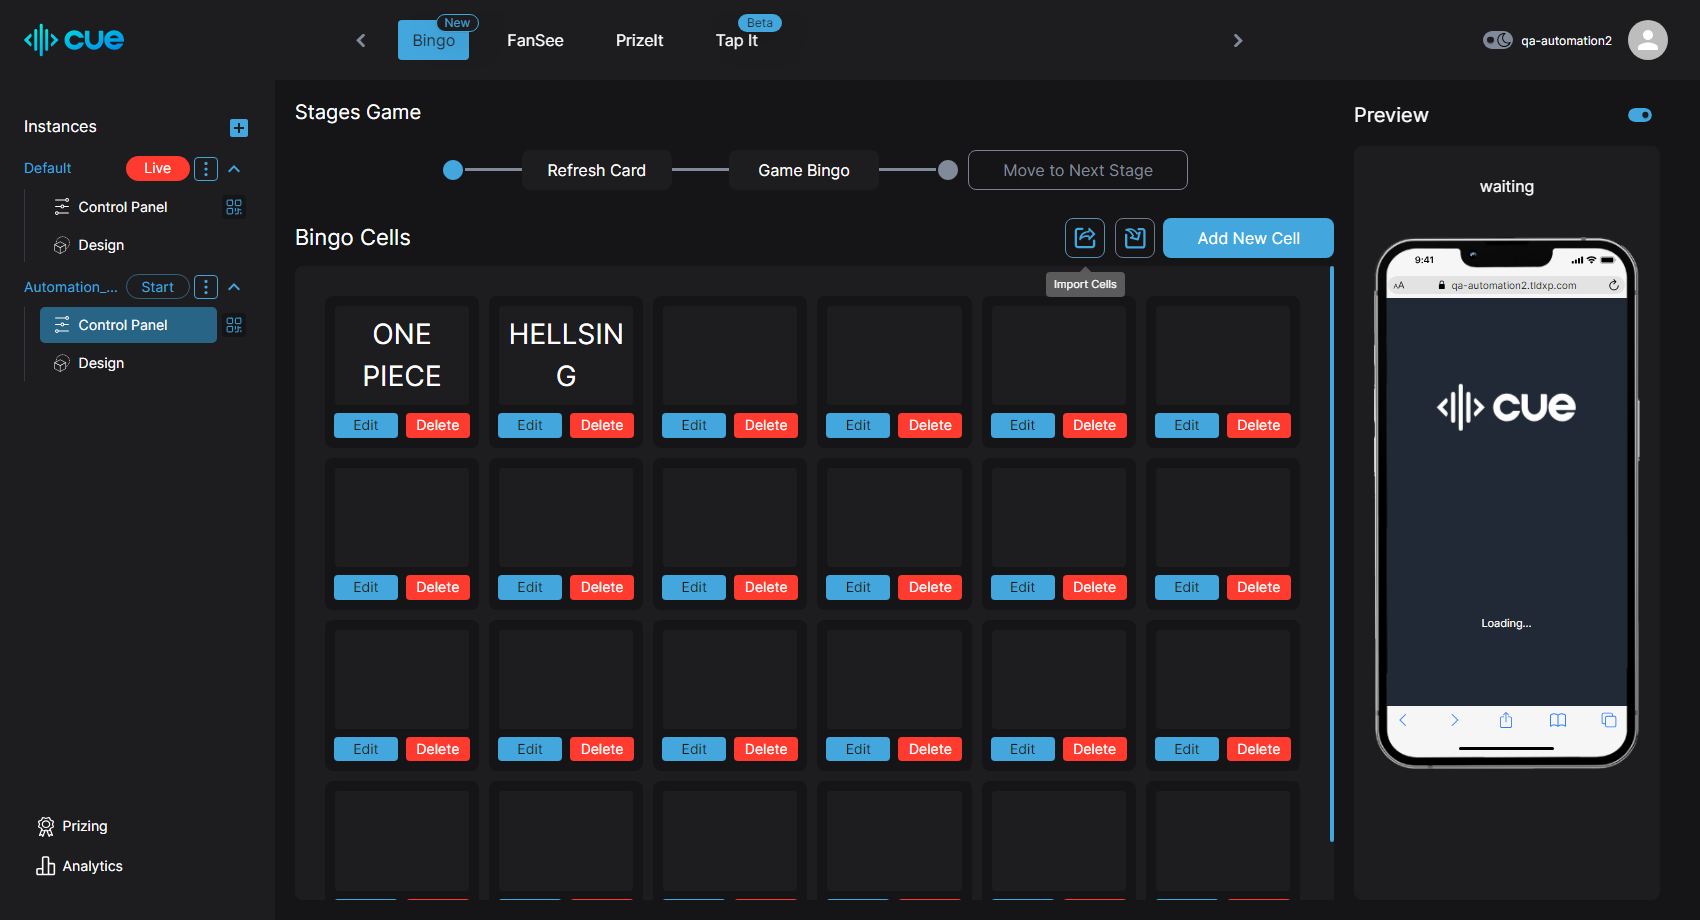 cue
New
Bingo
FanSee
PrizeIt
Beta
Tap It
qa-automation2
Instances
Default
Live
Control Panel
Design
Automation_...
Start
Control Panel
Design
Prizing
Analytics
Stages Game
Refresh Card
Game Bingo
Move to Next Stage
Bingo Cells
Add New Cell
Import Cells
ONE
PIECE
HELLSIN
G
Edit Delete Edit Delete Edit Delete Edit Delete Edit Delete Edit Delete
Edit Delete Edit Delete Edit Delete Edit Delete Edit Delete Edit Delete
Edit Delete Edit Delete Edit Delete Edit Delete Edit Delete Edit Delete
Preview
waiting
9:41
AA qa-automation2.tldxp.com
cue
Loading...